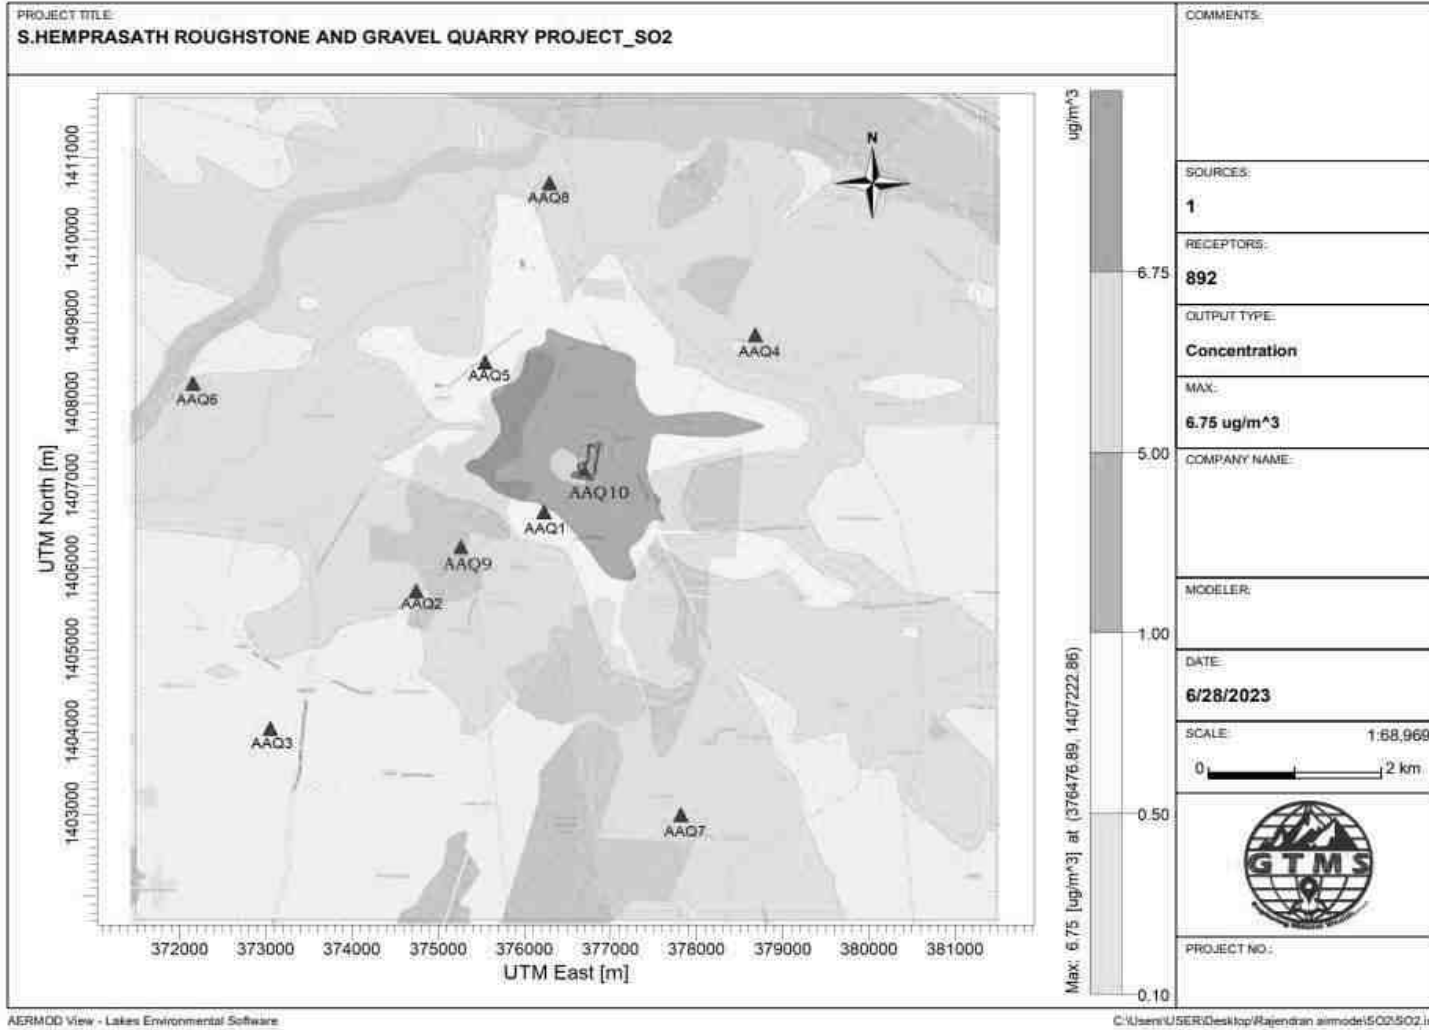 PROJECT TITLE:
S.HEMPRASATH ROUGHSTONE AND GRAVEL QUARRY PROJECT_SO2
COMMENTS:
SOURCES:
1
RECEPTORS:
892
OUTPUT TYPE:
Concentration
MAX:
6.75 ug/m^3
COMPANY NAME:
MODELER:
DATE:
6/28/2023
SCALE:
1:68,969
0
2 km
GTMS
PROJECT NO.:
N
AAQ8
AAQ4
AAQ5
AAQ6
AAQ10
AAQ1
AAQ9
AAQ2
AAQ3
AAQ7
UTM North [m]
1411000
1410000
1409000
1408000
1407000
1406000
1405000
1404000
1403000
372000 373000 374000 375000 376000 377000 378000 379000 380000 381000
UTM East [m]
ug/m^3
6.75
5.00
1.00
0.50
0.10
Max: 6.75 [ug/m^3] at (376476.89, 1407222.86)
AERMOD View - Lakes Environmental Software
C:\Users\USER\Desktop\Rajendran airmode\SO2\SO2.i